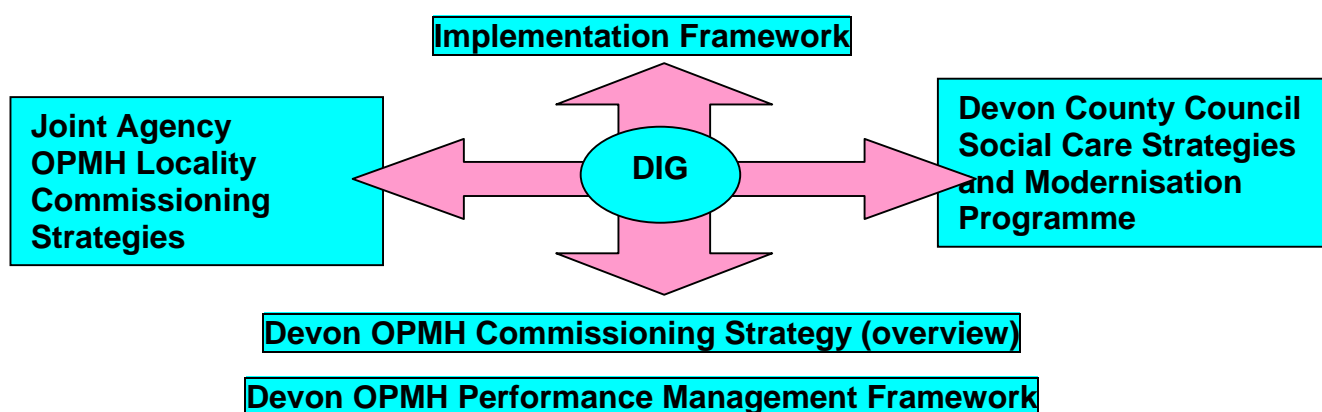 Implementation Framework
Joint Agency
OPMH Locality
Commissioning
Strategies
DIG
Devon County Council
Social Care Strategies
and Modernisation
Programme
Devon OPMH Commissioning Strategy (overview)
Devon OPMH Performance Management Framework